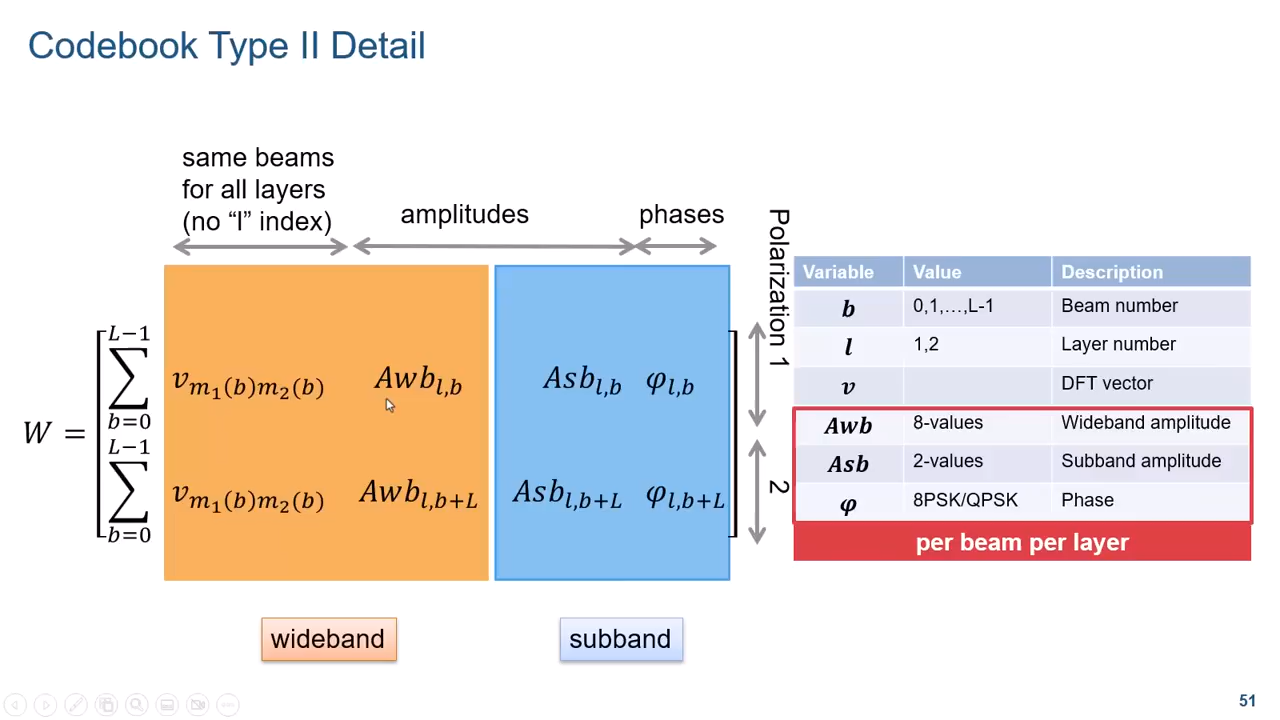 Codebook Type II Detail
same beams
for all layers
(no “l” index)
amplitudes
phases
Polarization 1
2
W =
L−1
∑
b=0
v_{m_1(b)m_2(b)} Awb_{l,b} Asb_{l,b} φ_{l,b}
L−1
∑
b=0
v_{m_1(b)m_2(b)} Awb_{l,b+L} Asb_{l,b+L} φ_{l,b+L}
wideband
subband
Variable Value Description
b 0,1,…,L-1 Beam number
l 1,2 Layer number
v DFT vector
Awb 8-values Wideband amplitude
Asb 2-values Subband amplitude
φ 8PSK/QPSK Phase
per beam per layer
51